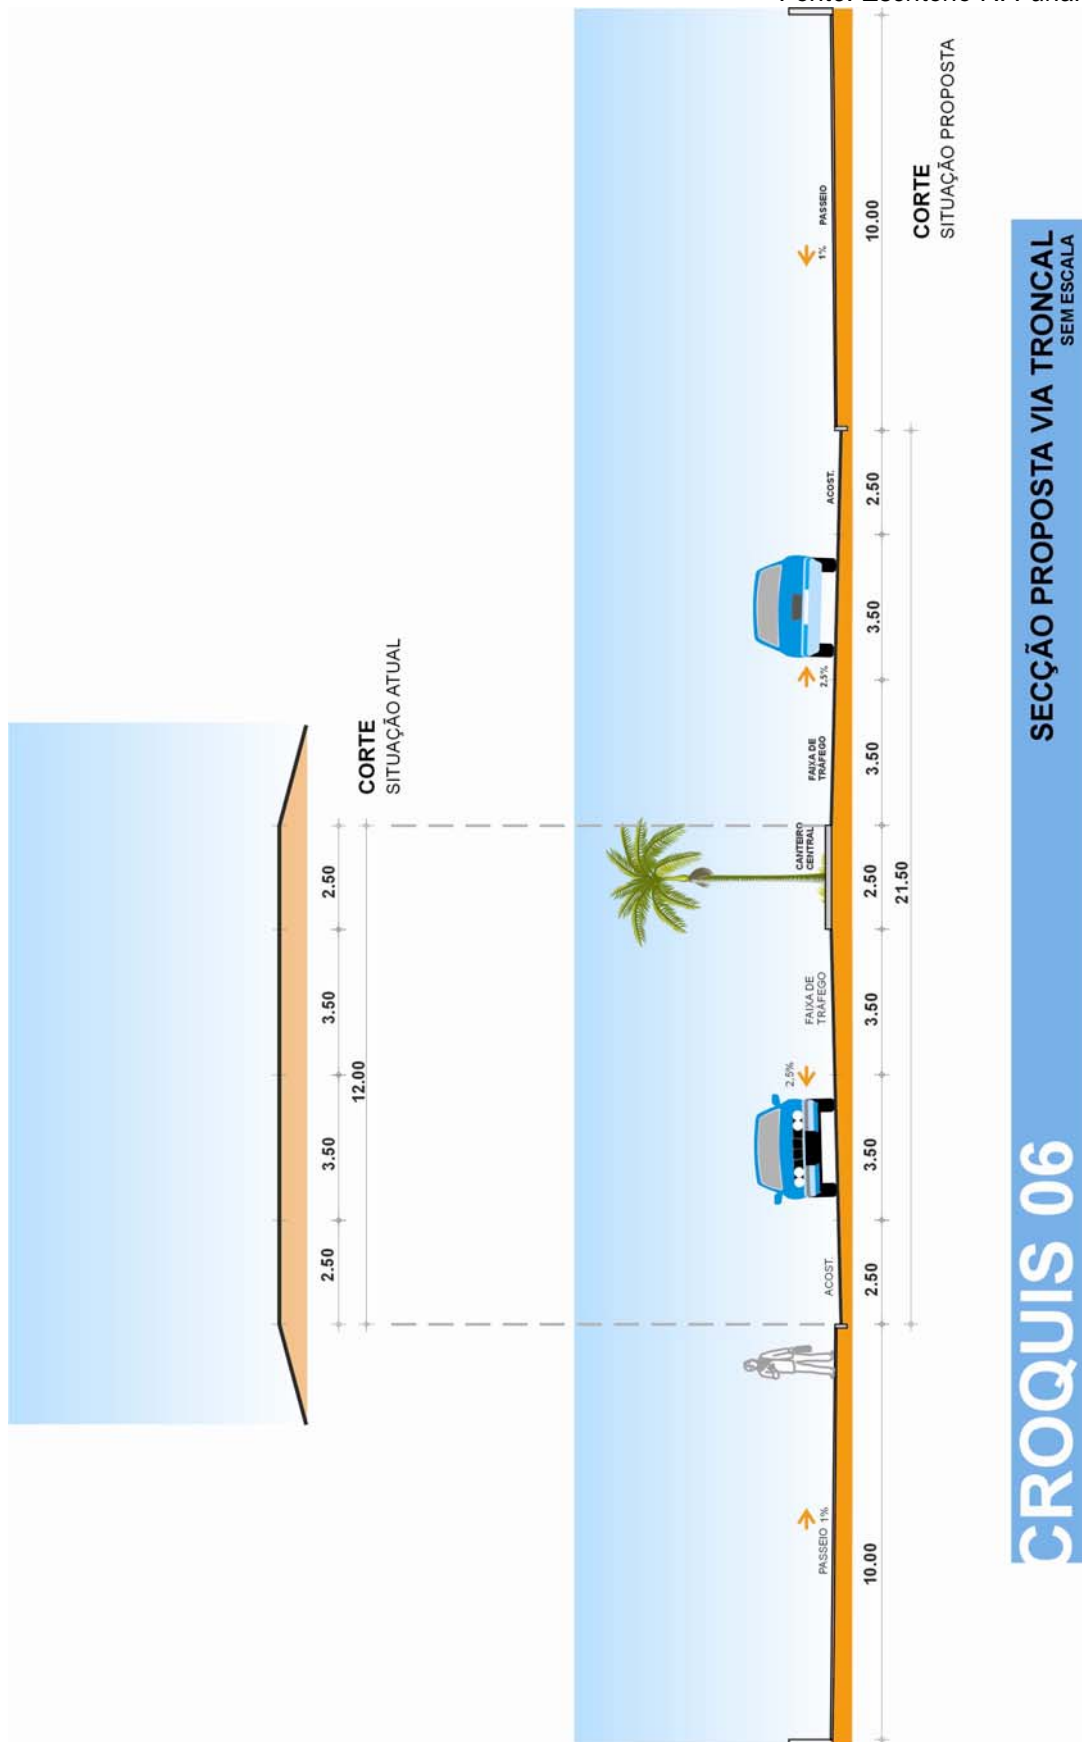 2.50
3.50
3.50
2.50
12.00
CORTE
SITUAÇÃO ATUAL
PASSEIO 1%
ACOST.
2,5%
FAIXA DE
TRÁFEGO
CANTEIRO
CENTRAL
FAIXA DE
TRÁFEGO
2,5%
ACOST.
1%
PASSEIO
10.00
2.50
3.50
3.50
2.50
3.50
3.50
2.50
10.00
21.50
CORTE
SITUAÇÃO PROPOSTA
CROQUIS 06
SECÇÃO PROPOSTA VIA TRONCAL
SEM ESCALA